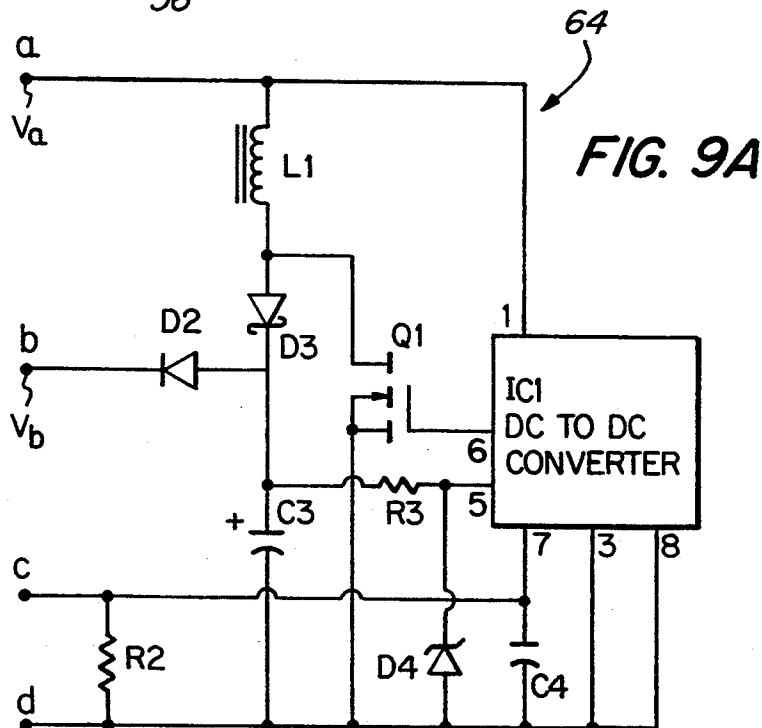 64
a
Va
FIG. 9A
L1
1
D2
D3
Q1
b
Vb
IC1
DC TO DC
CONVERTER
6
5
R3
+
C3
7
3
8
c
R2
D4
C4
d